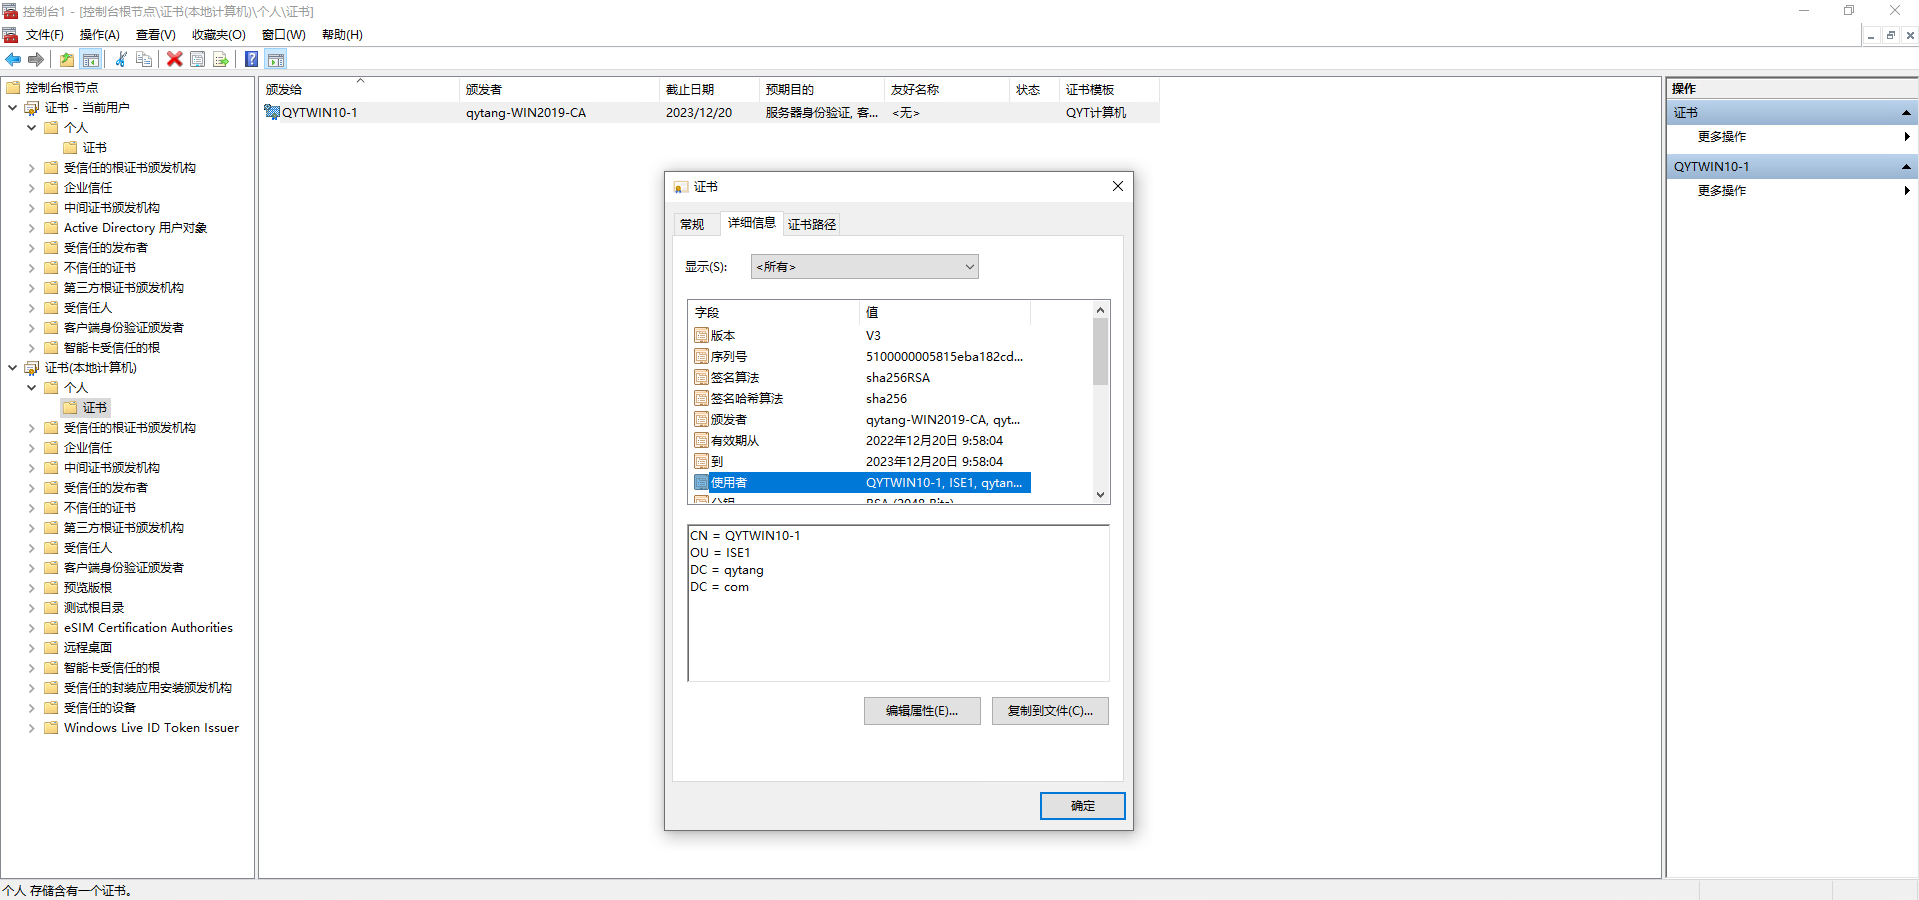 控制台1 - [控制台根节点\证书(本地计算机)\个人\证书]
文件(F) 操作(A) 查看(V) 收藏夹(O) 窗口(W) 帮助(H)
控制台根节点
证书 - 当前用户
个人
证书
受信任的根证书颁发机构
企业信任
中间证书颁发机构
Active Directory 用户对象
受信任的发布者
不信任的证书
第三方根证书颁发机构
受信任人
客户端身份验证颁发者
智能卡受信任的根
证书(本地计算机)
个人
证书
受信任的根证书颁发机构
企业信任
中间证书颁发机构
受信任的发布者
不信任的证书
第三方根证书颁发机构
受信任人
客户端身份验证颁发者
预览版根
测试根目录
eSIM Certification Authorities
远程桌面
智能卡受信任的根
受信任的封装应用安装颁发机构
受信任的设备
Windows Live ID Token Issuer
颁发给 颁发者 截止日期 预期目的 友好名称 状态 证书模板
QYTWIN10-1 qytang-WIN2019-CA 2023/12/20 服务器身份验证, 客... <无> QYT计算机
证书
常规 详细信息 证书路径
显示(S): <所有>
字段 值
版本 V3
序列号 5100000005815eba182cd...
签名算法 sha256RSA
签名哈希算法 sha256
颁发者 qytang-WIN2019-CA, qyt...
有效期从 2022年12月20日 9:58:04
到 2023年12月20日 9:58:04
使用者 QYTWIN10-1, ISE1, qytan...
公钥 RSA (2048 Bits)
CN = QYTWIN10-1
OU = ISE1
DC = qytang
DC = com
编辑属性(E)... 复制到文件(C)...
确定
操作
证书
更多操作
QYTWIN10-1
更多操作
个人 存储含有一个证书。